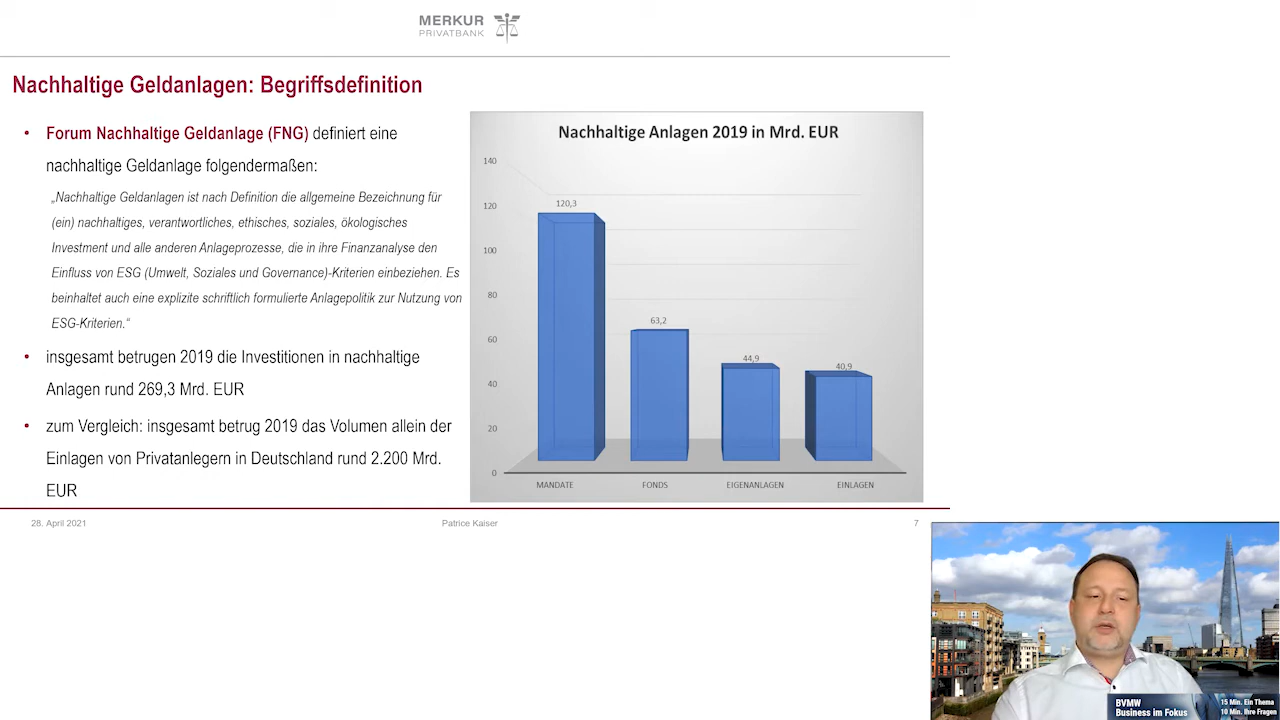 MERKUR
PRIVATBANK
Nachhaltige Geldanlagen: Begriffsdefinition
• Forum Nachhaltige Geldanlage (FNG) definiert eine
nachhaltige Geldanlage folgendermaßen:
„Nachhaltige Geldanlagen ist nach Definition die allgemeine Bezeichnung für
(ein) nachhaltiges, verantwortliches, ethisches, soziales, ökologisches
Investment und alle anderen Anlageprozesse, die in ihre Finanzanalyse den
Einfluss von ESG (Umwelt, Soziales und Governance)-Kriterien einbeziehen. Es
beinhaltet auch eine explizite schriftlich formulierte Anlagepolitik zur Nutzung von
ESG-Kriterien.“
• insgesamt betrugen 2019 die Investitionen in nachhaltige
Anlagen rund 269,3 Mrd. EUR
• zum Vergleich: insgesamt betrug 2019 das Volumen allein der
Einlagen von Privatanlegern in Deutschland rund 2.200 Mrd.
EUR
Nachhaltige Anlagen 2019 in Mrd. EUR
140
120
100
80
60
40
20
0
120,3
63,2
44,9
40,9
MANDATE FONDS EIGENANLAGEN EINLAGEN
28. April 2021 Patrice Kaiser 7
BVMW
Business im Fokus
15 Min. Ein Thema
10 Min. Ihre Fragen